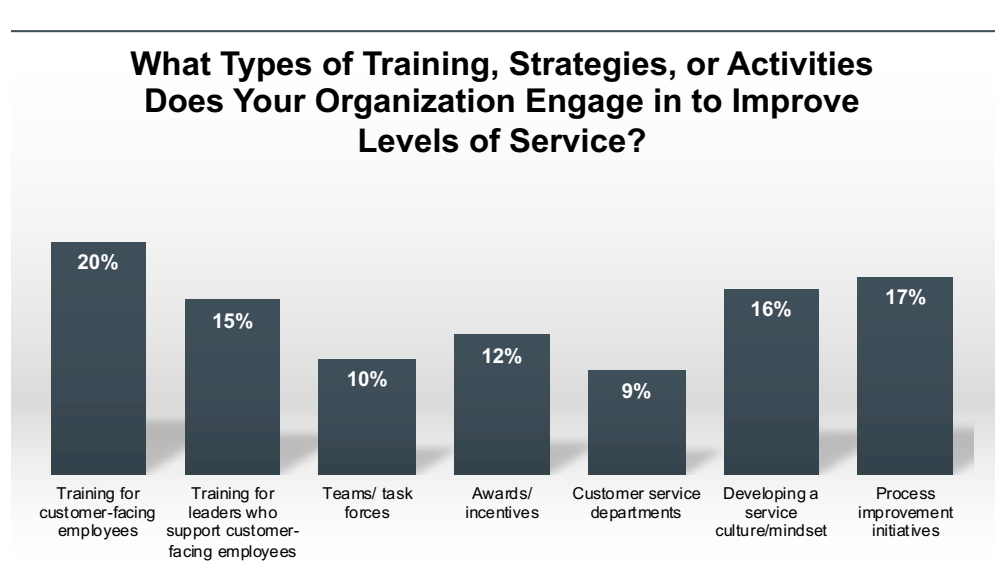 What Types of Training, Strategies, or Activities
Does Your Organization Engage in to Improve
Levels of Service?
20%
15%
10%
12%
9%
16%
17%
Training for
customer-facing
employees
Training for
leaders who
support customer-
facing employees
Teams/ task
forces
Awards/
incentives
Customer service
departments
Developing a
service
culture/mindset
Process
improvement
initiatives